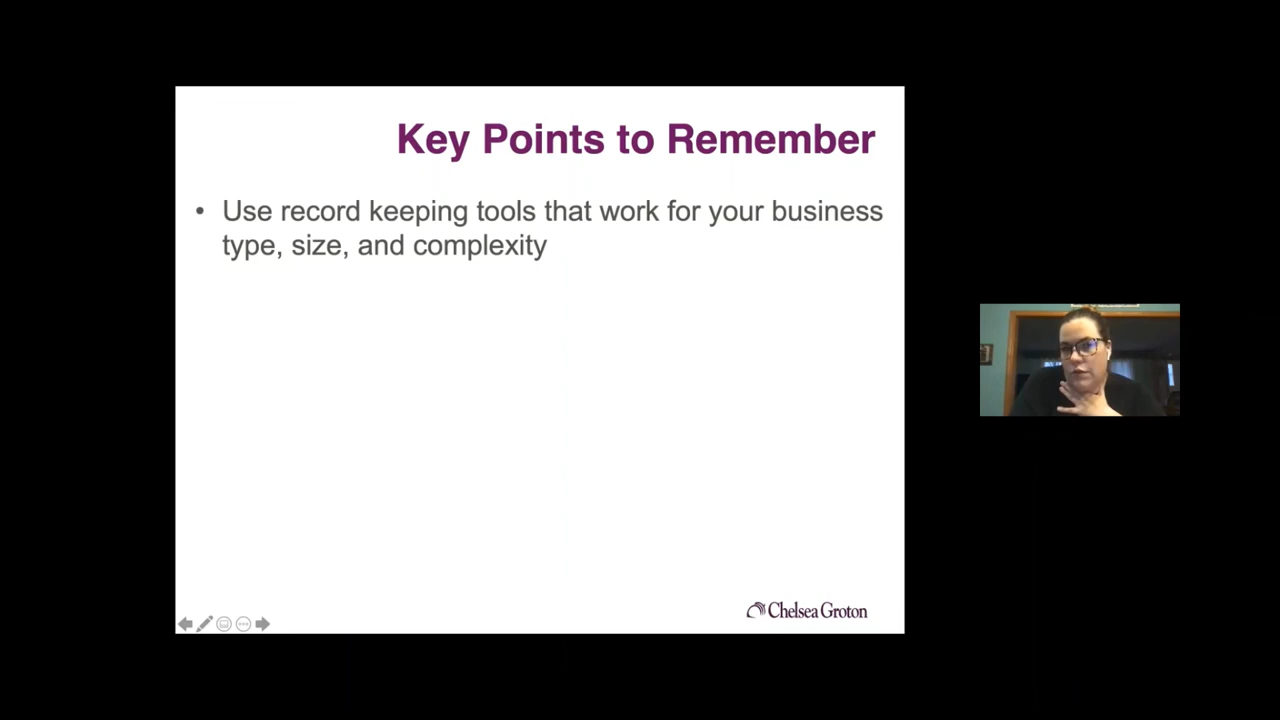 Key Points to Remember
• Use record keeping tools that work for your business
type, size, and complexity
Chelsea Groton